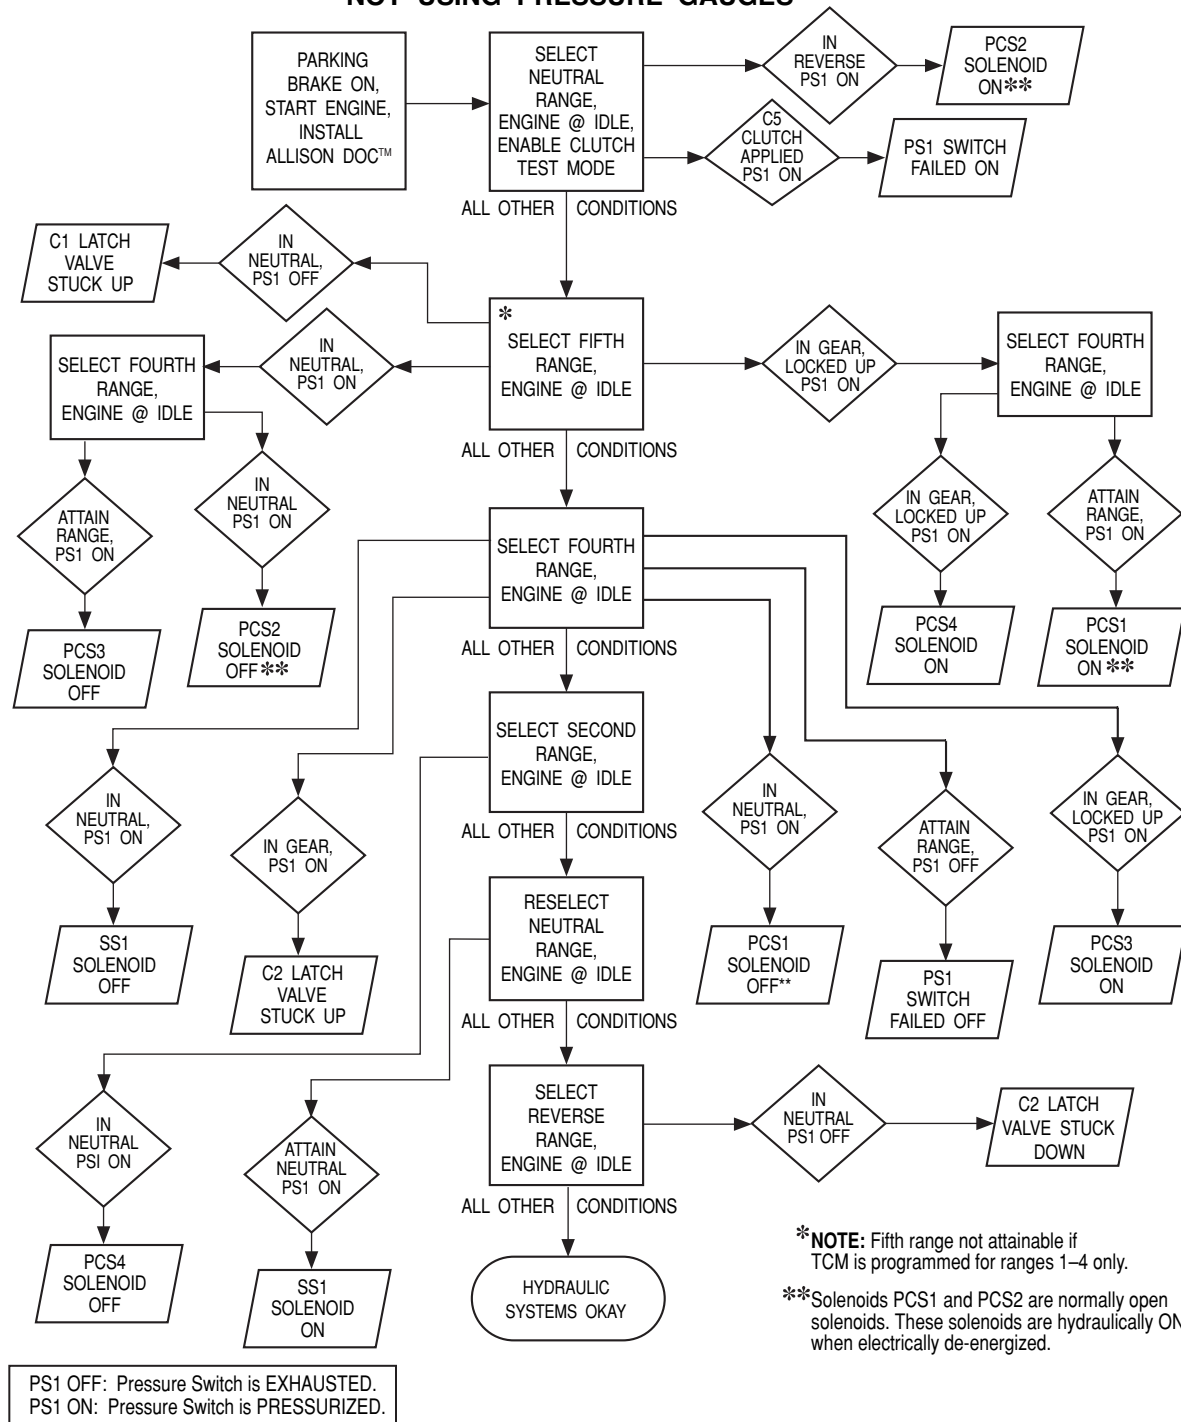 NOT USING PRESSURE GAUGES
PARKING
BRAKE ON,
START ENGINE,
INSTALL
ALLISON DOC™
SELECT
NEUTRAL
RANGE,
ENGINE @ IDLE,
ENABLE CLUTCH
TEST MODE
IN
REVERSE
PS1 ON
PCS2
SOLENOID
ON**
C5
CLUTCH
APPLIED
PS1 ON
PS1 SWITCH
FAILED ON
ALL OTHER CONDITIONS
C1 LATCH
VALVE
STUCK UP
IN
NEUTRAL,
PS1 OFF
*
SELECT FIFTH
RANGE,
ENGINE @ IDLE
IN
NEUTRAL,
PS1 ON
SELECT FOURTH
RANGE,
ENGINE @ IDLE
IN GEAR,
LOCKED UP
PS1 ON
SELECT FOURTH
RANGE,
ENGINE @ IDLE
ALL OTHER CONDITIONS
ATTAIN
RANGE,
PS1 ON
IN
NEUTRAL
PS1 ON
IN GEAR,
LOCKED UP
PS1 ON
ATTAIN
RANGE,
PS1 ON
PCS3
SOLENOID
OFF
PCS2
SOLENOID
OFF**
SELECT FOURTH
RANGE,
ENGINE @ IDLE
PCS4
SOLENOID
ON
PCS1
SOLENOID
ON**
ALL OTHER CONDITIONS
SELECT SECOND
RANGE,
ENGINE @ IDLE
IN
NEUTRAL,
PS1 ON
IN GEAR,
PS1 ON
IN
NEUTRAL,
PS1 ON
ATTAIN
RANGE,
PS1 OFF
IN GEAR,
LOCKED UP
PS1 ON
ALL OTHER CONDITIONS
SS1
SOLENOID
OFF
C2 LATCH
VALVE
STUCK UP
RESELECT
NEUTRAL
RANGE,
ENGINE @ IDLE
PCS1
SOLENOID
OFF**
PS1
SWITCH
FAILED OFF
PCS3
SOLENOID
ON
ALL OTHER CONDITIONS
IN
NEUTRAL
PSI ON
ATTAIN
NEUTRAL
PS1 ON
SELECT
REVERSE
RANGE,
ENGINE @ IDLE
IN
NEUTRAL
PS1 OFF
C2 LATCH
VALVE STUCK
DOWN
ALL OTHER CONDITIONS
PCS4
SOLENOID
OFF
SS1
SOLENOID
ON
HYDRAULIC
SYSTEMS OKAY
*NOTE: Fifth range not attainable if
TCM is programmed for ranges 1–4 only.
**Solenoids PCS1 and PCS2 are normally open
solenoids. These solenoids are hydraulically ON
when electrically de-energized.
PS1 OFF: Pressure Switch is EXHAUSTED.
PS1 ON: Pressure Switch is PRESSURIZED.